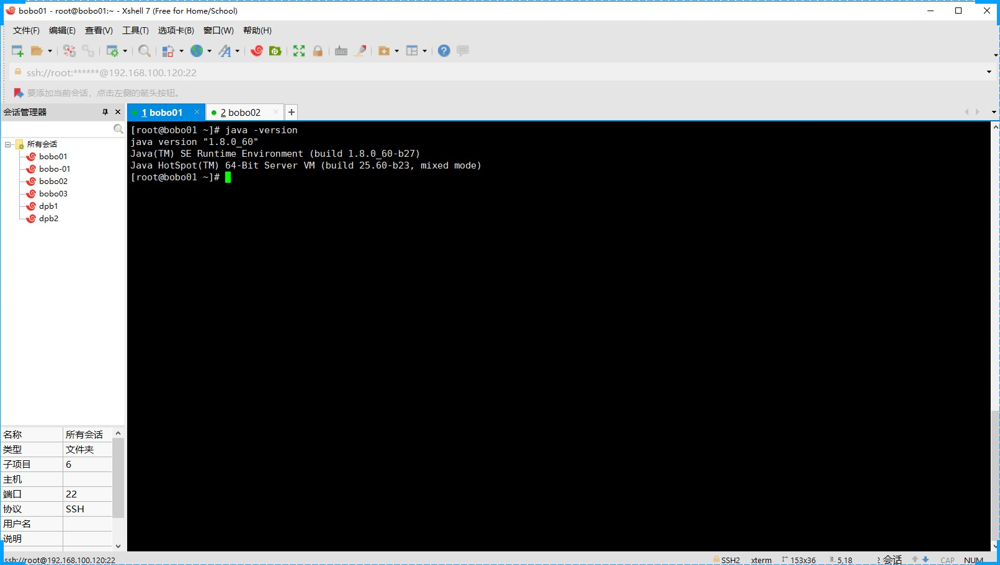 bobo01 - root@bobo01:~ - Xshell 7 (Free for Home/School)
文件(F) 编辑(E) 查看(V) 工具(T) 选项卡(B) 窗口(W) 帮助(H)
ssh://root:******@192.168.100.120:22
要添加当前会话，点击左侧的箭头按钮。
会话管理器
1 bobo01
2 bobo02
所有会话
bobo01
bobo-01
bobo02
bobo03
dpb1
dpb2
[root@bobo01 ~]# java -version
java version "1.8.0_60"
Java(TM) SE Runtime Environment (build 1.8.0_60-b27)
Java HotSpot(TM) 64-Bit Server VM (build 25.60-b23, mixed mode)
[root@bobo01 ~]#
名称 所有会话
类型 文件夹
子项目 6
主机
端口 22
协议 SSH
用户名
说明
ssh://root@192.168.100.120:22 SSH2 xterm 153x36 5,18 2 会话 CAP NUM